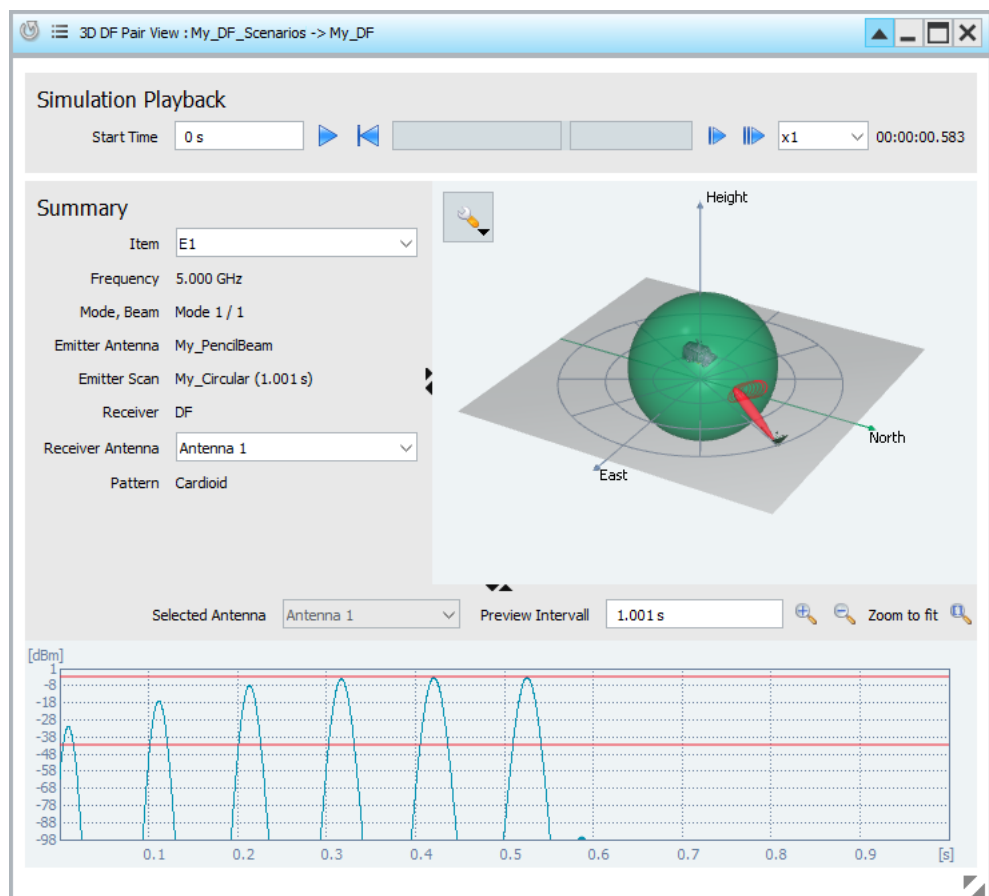 3D DF Pair View : My_DF_Scenarios -> My_DF
Simulation Playback
Start Time 0 s x1 00:00:00.583
Summary
Item E1
Frequency 5.000 GHz
Mode, Beam Mode 1 / 1
Emitter Antenna My_PencilBeam
Emitter Scan My_Circular (1.001 s)
Receiver DF
Receiver Antenna Antenna 1
Pattern Cardioid
Height
North
East
Selected Antenna Antenna 1 Preview Intervall 1.001 s Zoom to fit
[dBm]
1
-8
-18
-28
-38
-48
-58
-68
-78
-88
-98
0.1 0.2 0.3 0.4 0.5 0.6 0.7 0.8 0.9 [s]